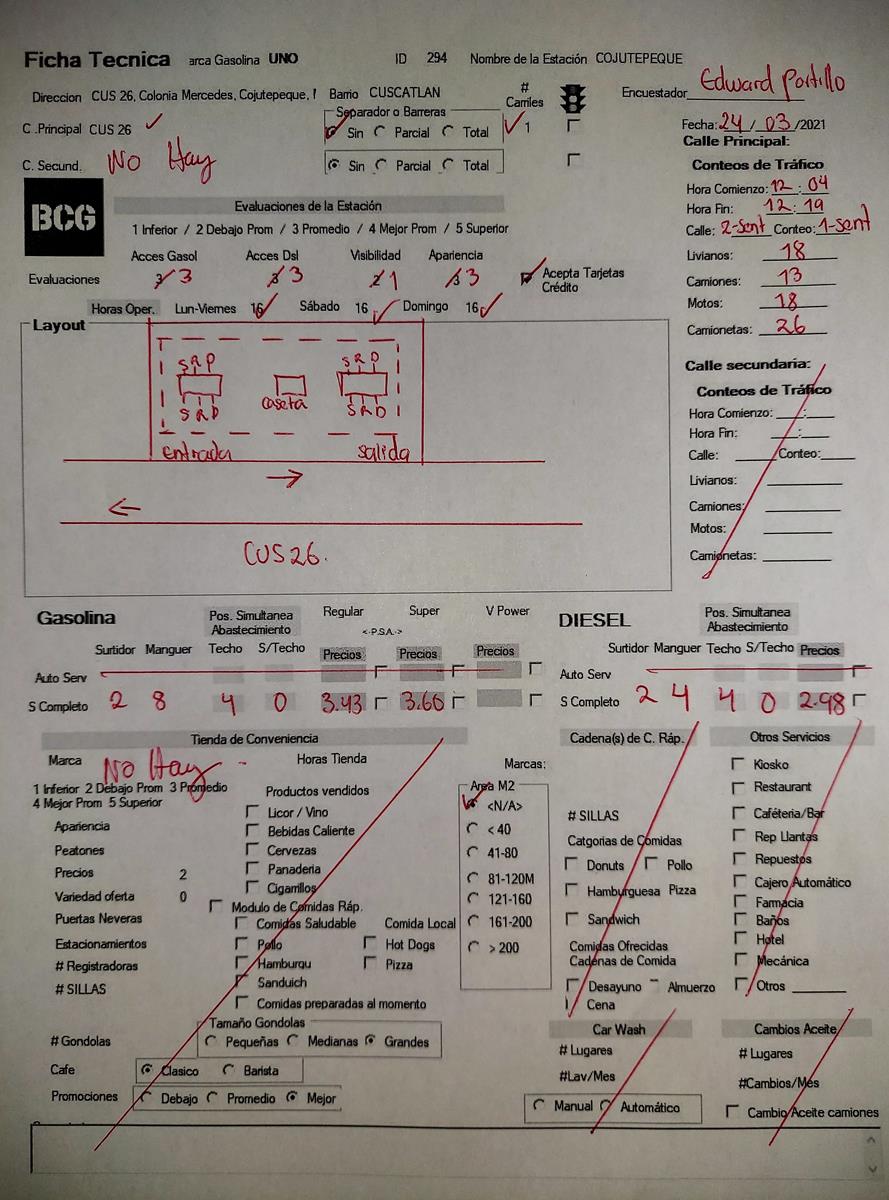 Ficha Tecnica arca Gasolina UNO ID 294 Nombre de la Estación COJUTEPEQUE
Direccion CUS 26, Colonia Mercedes, Cojutepeque, Barrio CUSCATLAN # Carriles Encuestador Edward Portillo
Separador o Barreras
C .Principal CUS 26 Sin Parcial Total 1 Fecha: 24 / 03 /2021
Calle Principal:
C. Secund. No Hay Sin Parcial Total
Conteos de Tráfico
Hora Comienzo: 12 : 04
BCG
Evaluaciones de la Estación
Hora Fin: 12 : 19
1 Inferior / 2 Debajo Prom / 3 Promedio / 4 Mejor Prom / 5 Superior
Calle: 2-sent Conteo: 1-sent
Acces Gasol Acces Dsl Visibilidad Apariencia
Livianos: 18
Evaluaciones 3 3 1 3 Acepta Tarjetas Crédito
Camiones: 13
Horas Oper. Lun-Viernes 16 Sábado 16 Domingo 16
Motos: 18
Camionetas: 26
Layout
S R D S R D
caseta
S R D S R D
entrada salida
CUS 26.
Calle secundaria:
Conteos de Tráfico
Hora Comienzo: __:__
Hora Fin: __:__
Calle: Conteo:
Livianos:
Camiones:
Motos:
Camionetas:
Gasolina Pos. Simultanea Abastecimiento Regular Super V Power
<-P.S.A.->
Surtidor Manguer Techo S/Techo Precios Precios Precios
Auto Serv
S Completo 2 8 4 0 3.43 3.66
DIESEL Pos. Simultanea Abastecimiento
Surtidor Manguer Techo S/Techo Precios
Auto Serv
S Completo 2 4 4 0 2.98
Tienda de Conveniencia
Marca No Hay - Horas Tienda
1 Inferior 2 Debajo Prom 3 Promedio
4 Mejor Prom 5 Superior
Apariencia
Peatones
Precios 2
Variedad oferta 0
Puertas Neveras
Estacionamientos
# Registradoras
# SILLAS
Productos vendidos
Licor / Vino
Bebidas Caliente
Cervezas
Panaderia
Cigarrillos
Modulo de Comidas Ráp.
Comidas Saludable Comida Local
Pollo Hot Dogs
Hamburgu Pizza
Sanduich
Comidas preparadas al momento
Marcas:
Area M2
<N/A>
< 40
41-80
81-120M
121-160
161-200
> 200
Tamaño Gondolas
# Gondolas Pequeñas Medianas Grandes
Cafe Clasico Barista
Promociones Debajo Promedio Mejor
Cadena(s) de C. Ráp.
# SILLAS
Catgorias de Comidas
Donuts Pollo
Hamburguesa Pizza
Sandwich
Comidas Ofrecidas
Cadenas de Comida
Desayuno Almuerzo
Cena
Otros Servicios
Kiosko
Restaurant
Caféteria/Bar
Rep Llantas
Repuestos
Cajero Automático
Farmacia
Baños
Hotel
Mecánica
Otros
Car Wash
# Lugares
#Lav/Mes
Manual Automático
Cambios Aceite
# Lugares
#Cambios/Mes
Cambio Aceite camiones